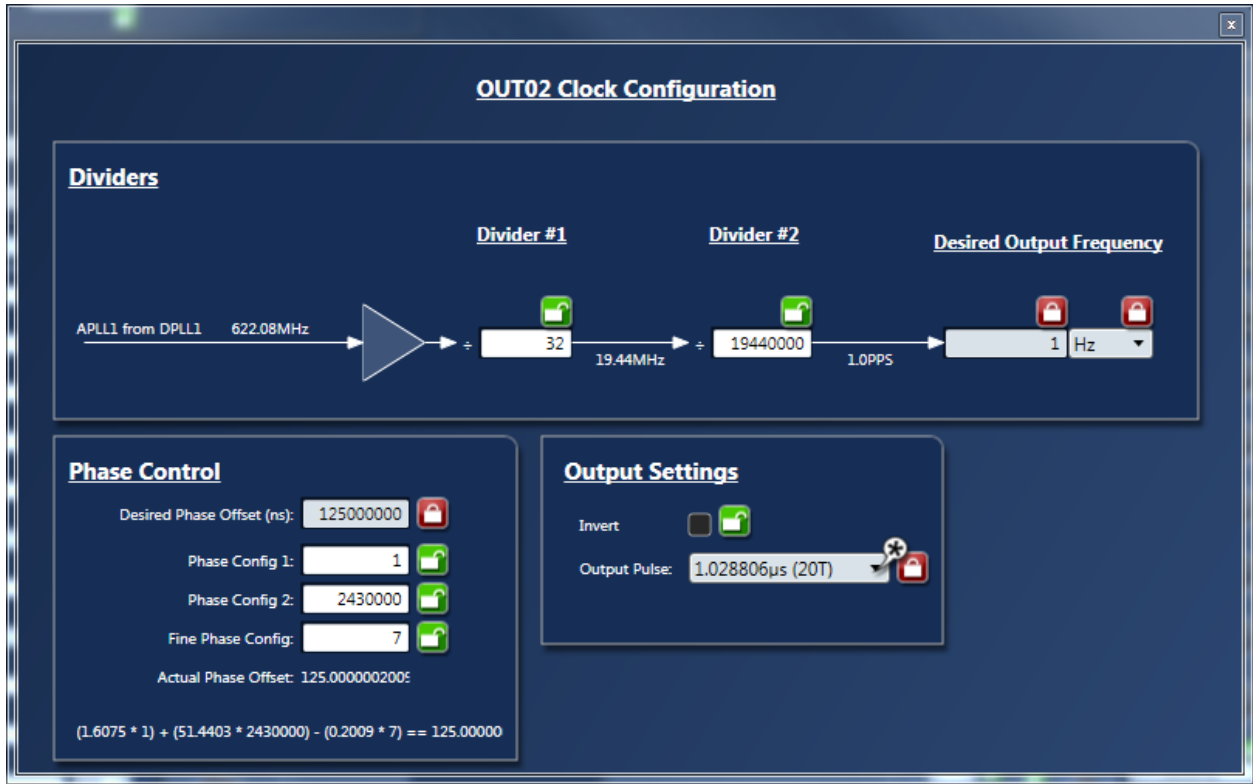 x
OUT02 Clock Configuration
Dividers
Divider #1
Divider #2
Desired Output Frequency
APLL1 from DPLL1 622.08MHz ÷ 32 19.44MHz ÷ 19440000 1.0PPS 1 Hz
Phase Control
Desired Phase Offset (ns): 125000000
Phase Config 1: 1
Phase Config 2: 2430000
Fine Phase Config: 7
Actual Phase Offset: 125.000000200
(1.6075 * 1) + (51.4403 * 2430000) - (0.2009 * 7) == 125.00000
Output Settings
Invert
Output Pulse: 1.028806µs (20T)
*